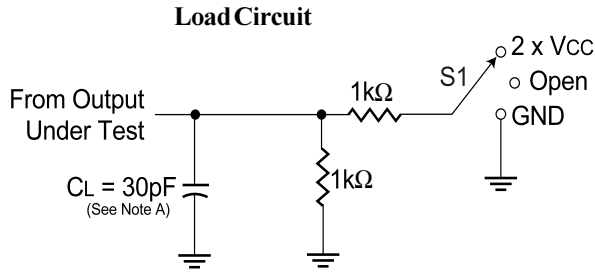 Load Circuit
2 x VCC
S1
Open
1kΩ
GND
From Output
Under Test
1kΩ
CL = 30pF
(See Note A)